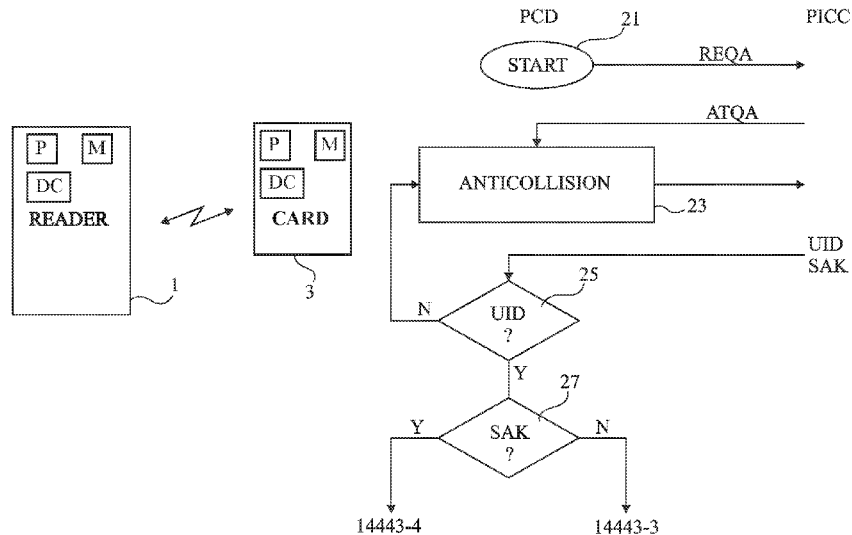 PCD
PICC
21
START
REQA
ATQA
P
M
DC
READER
1
P
M
DC
CARD
3
ANTICOLLISION
23
UID
SAK
25
UID
?
N
Y
27
SAK
?
Y
N
14443-4
14443-3